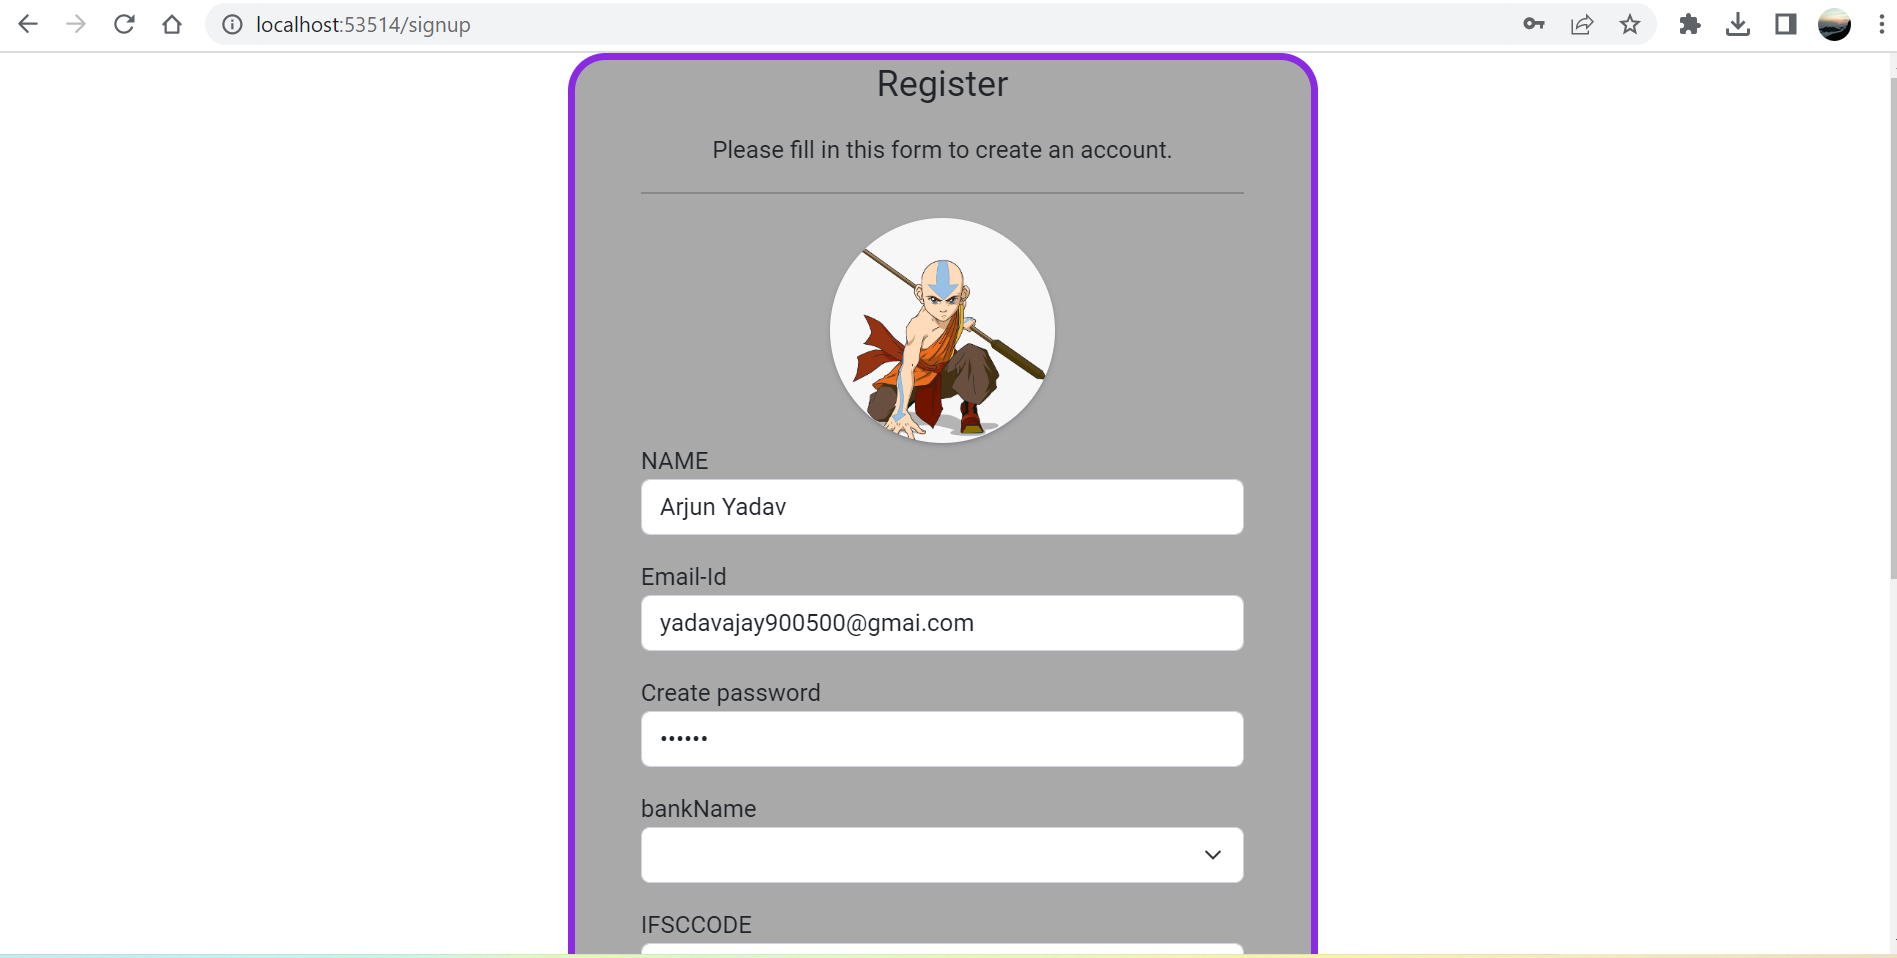 localhost:53514/signup
Register
Please fill in this form to create an account.
NAME
Arjun Yadav
Email-Id
yadavajay900500@gmai.com
Create password
••••••
bankName
IFSCCODE